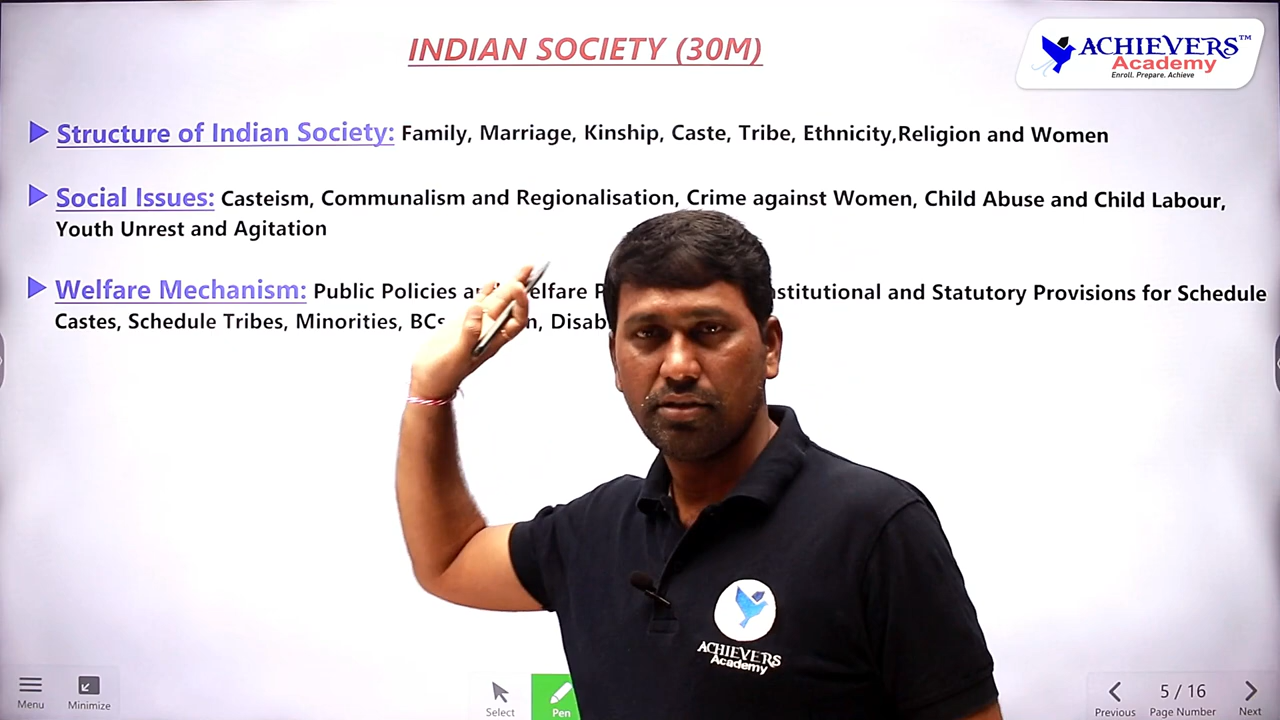 INDIAN SOCIETY (30M)
ACHIEVERS™
Academy
Enroll. Prepare. Achieve
Structure of Indian Society: Family, Marriage, Kinship, Caste, Tribe, Ethnicity,Religion and Women
Social Issues: Casteism, Communalism and Regionalisation, Crime against Women, Child Abuse and Child Labour,
Youth Unrest and Agitation
Welfare Mechanism: Public Policies and Welfare nstitutional and Statutory Provisions for Schedule
Castes, Schedule Tribes, Minorities, BCs
ACHIEVERS
Academy
Menu
Minimize
Select
Pen
5 / 16
Previous
Page Number
Next